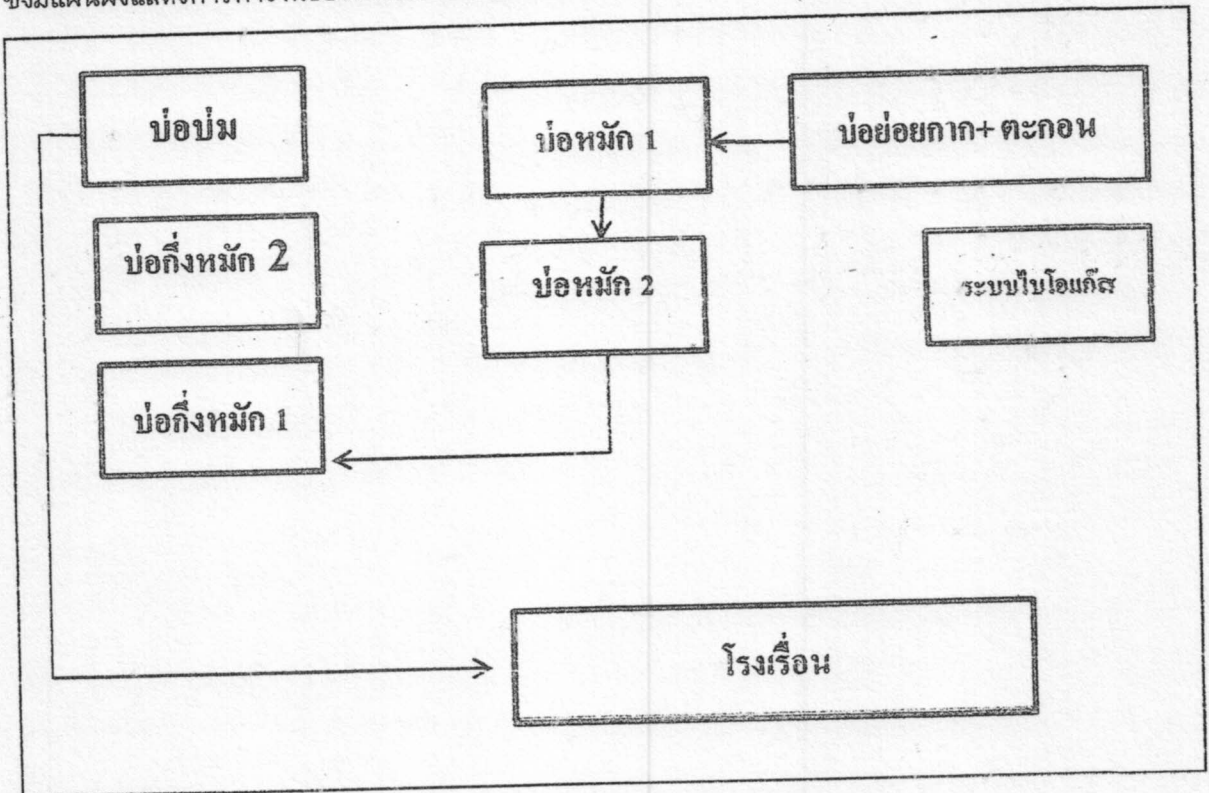 บ่อบ่ม
บ่อหมัก 1
บ่อย่อยกาก+ ตะกอน
บ่อกึ่งหมัก 2
บ่อหมัก 2
ระบบไบโอแก๊ส
บ่อกึ่งหมัก 1
โรงเรื่อน